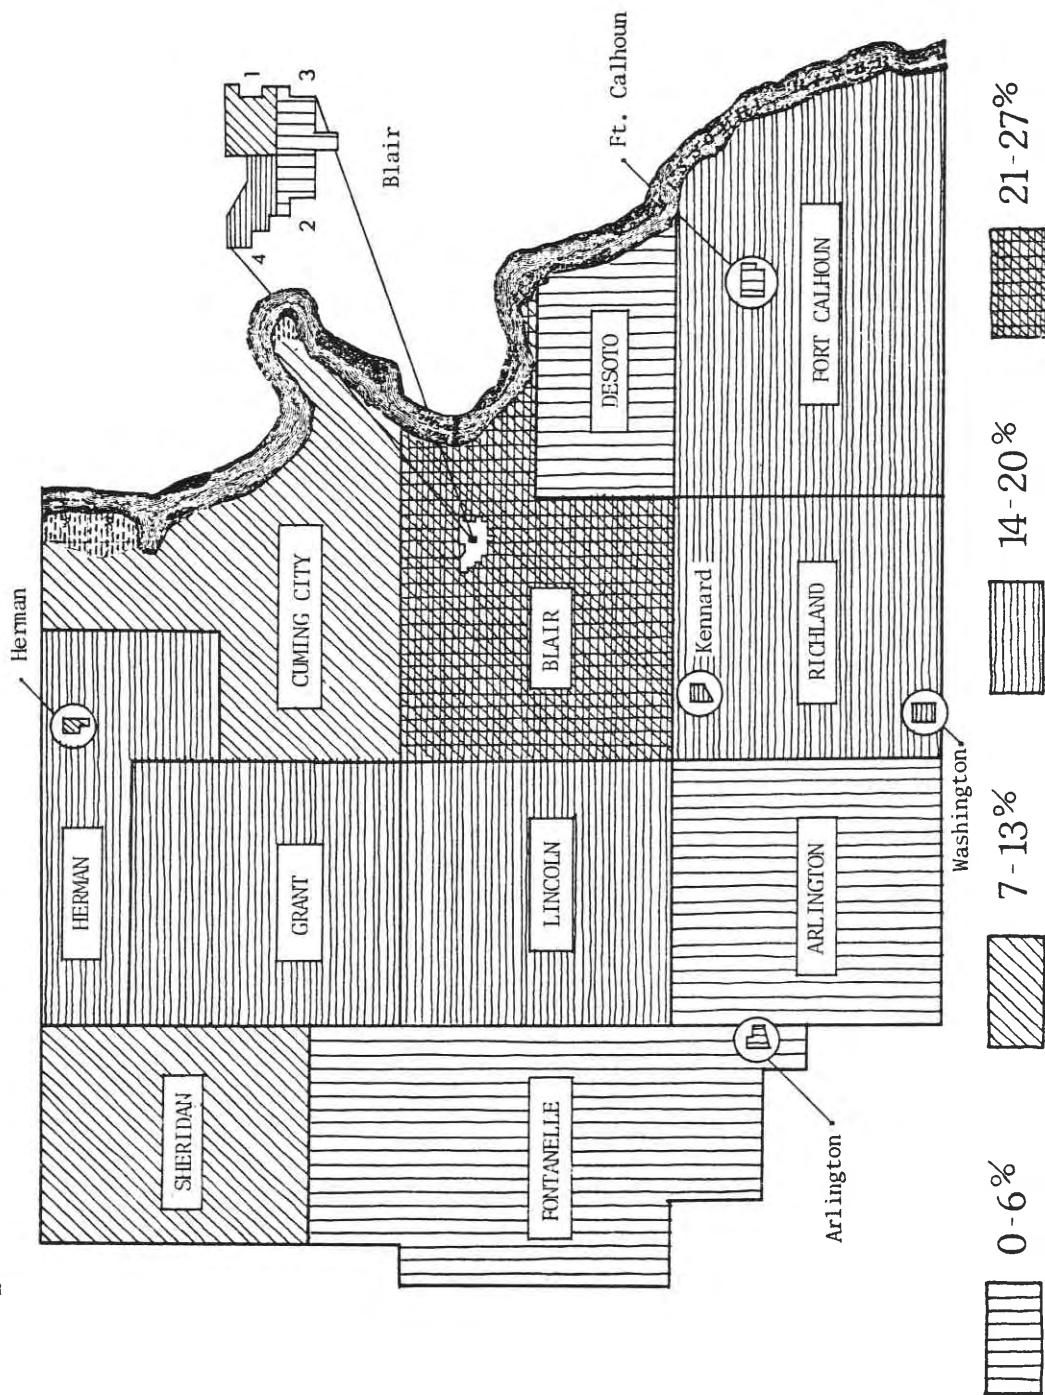 Herman
1
3
2
4
Blair
Ft. Calhoun
HERMAN
CUMING CITY
SHERIDAN
GRANT
DESOTO
BLAIR
LINCOLN
FONTANELLE
Kennard
FORT CALHOUN
RICHLAND
ARLINGTON
Arlington
Washington
0-6%
7-13%
14-20%
21-27%